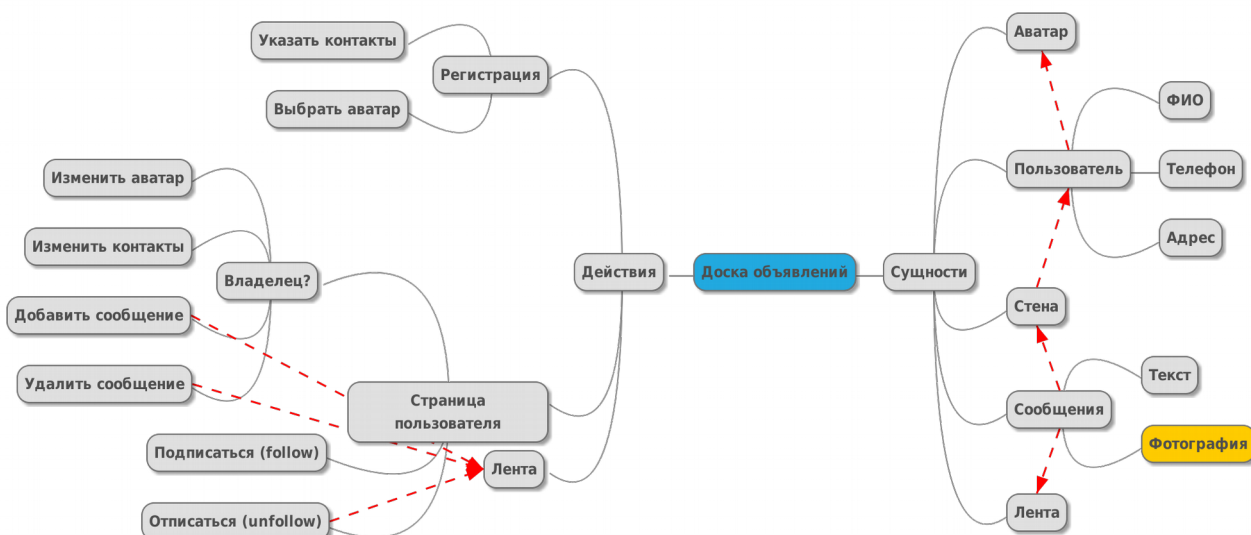 Аватар
Указать контакты
Регистрация
ФИО
Выбрать аватар
Пользователь
Телефон
Изменить аватар
Адрес
Изменить контакты
Владелец?
Действия
Доска объявлений
Сущности
Добавить сообщение
Стена
Удалить сообщение
Текст
Страница
пользователя
Сообщения
Фотография
Подписаться (follow)
Лента
Лента
Отписаться (unfollow)